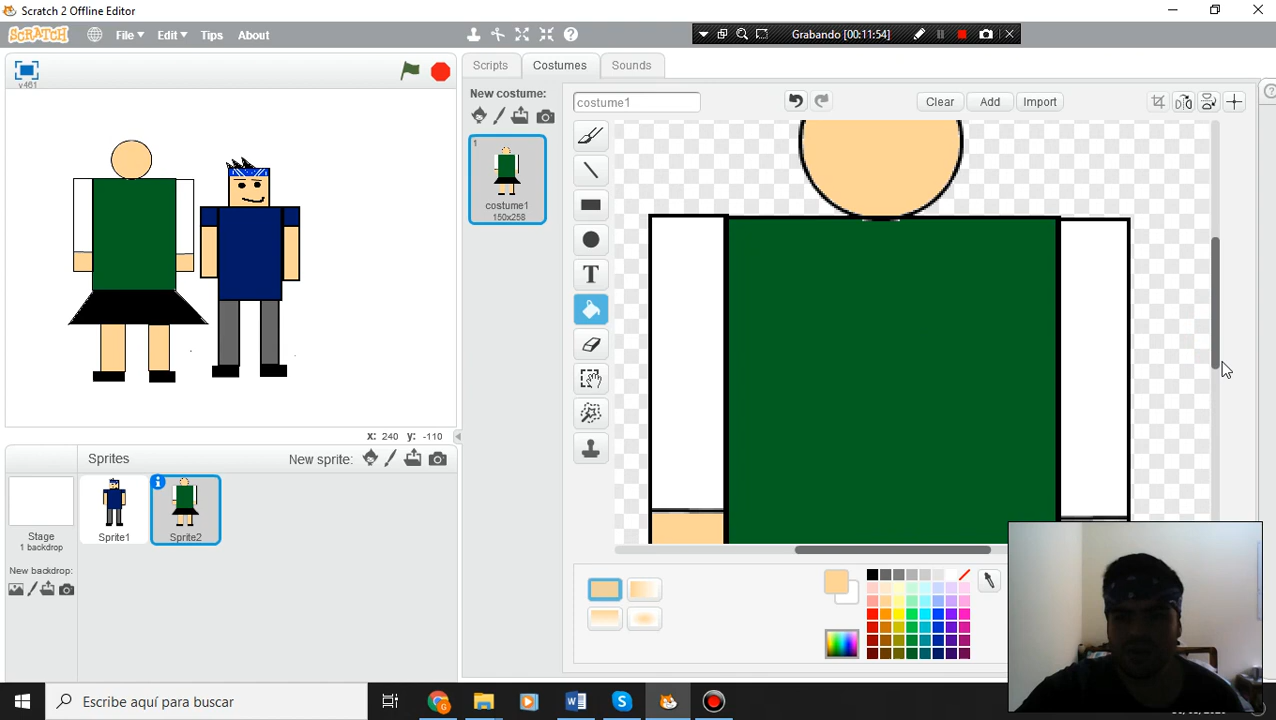 Scratch 2 Offline Editor
SCRATCH File Edit Tips About
Grabando [00:11:54]
v461
Scripts Costumes Sounds
New costume:
costume1
Clear Add Import
1
costume1
150x258
T
x: 240 y: -110
Sprites New sprite:
Stage
1 backdrop
New backdrop:
Sprite1
Sprite2
Escribe aquí para buscar